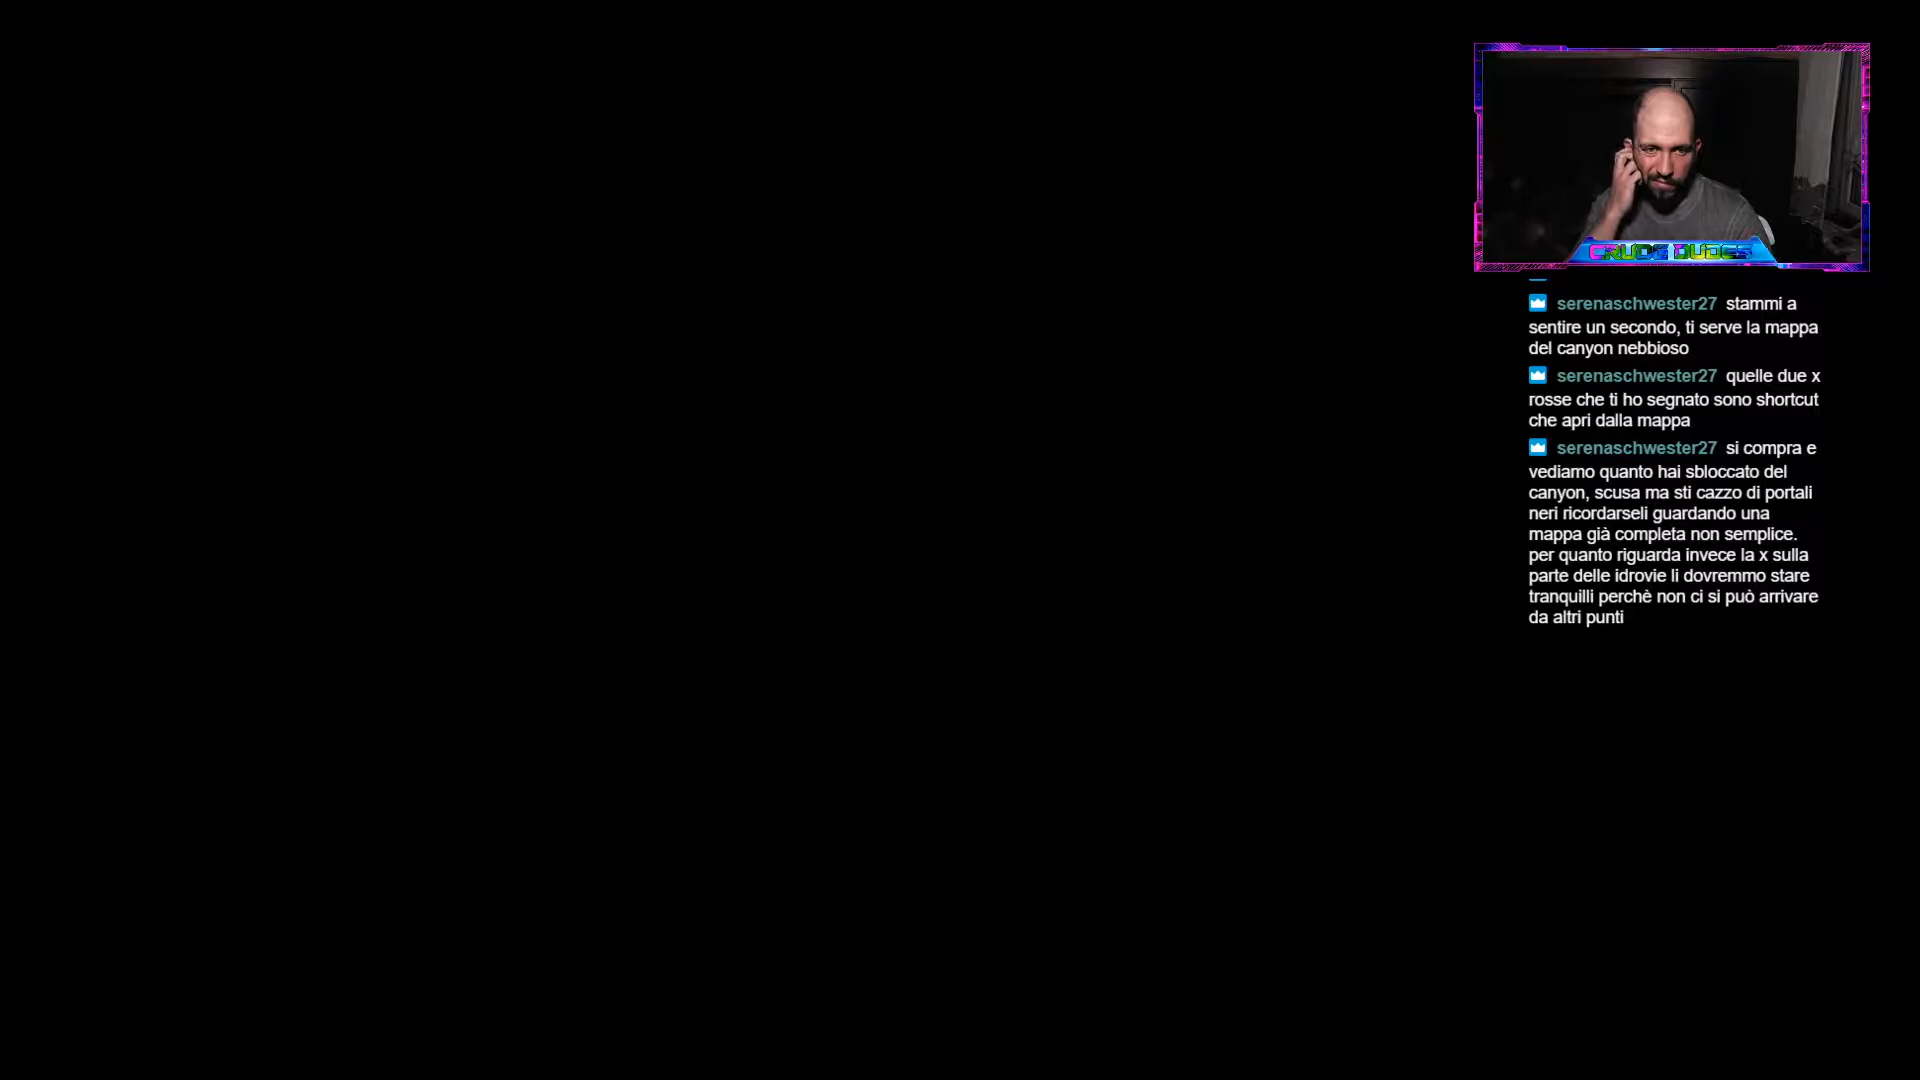 CRUDE DUDES
serenaschwester27 stammi a
sentire un secondo, ti serve la mappa
del canyon nebbioso
serenaschwester27 quelle due x
rosse che ti ho segnato sono shortcut
che apri dalla mappa
serenaschwester27 si compra e
vediamo quanto hai sbloccato del
canyon, scusa ma sti cazzo di portali
neri ricordarseli guardando una
mappa già completa non semplice.
per quanto riguarda invece la x sulla
parte delle idrovie li dovremmo stare
tranquilli perchè non ci si può arrivare
da altri punti